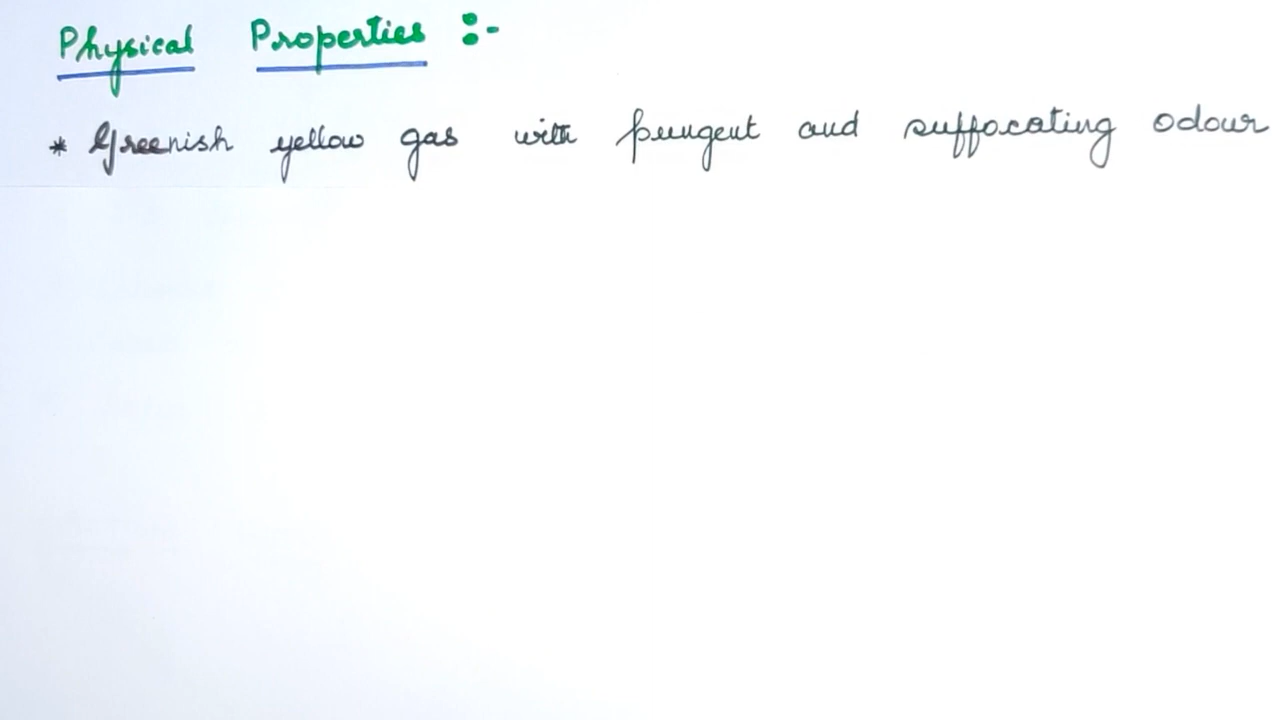 Physical Properties :-
* Greenish yellow gas with pungent and suffocating odour